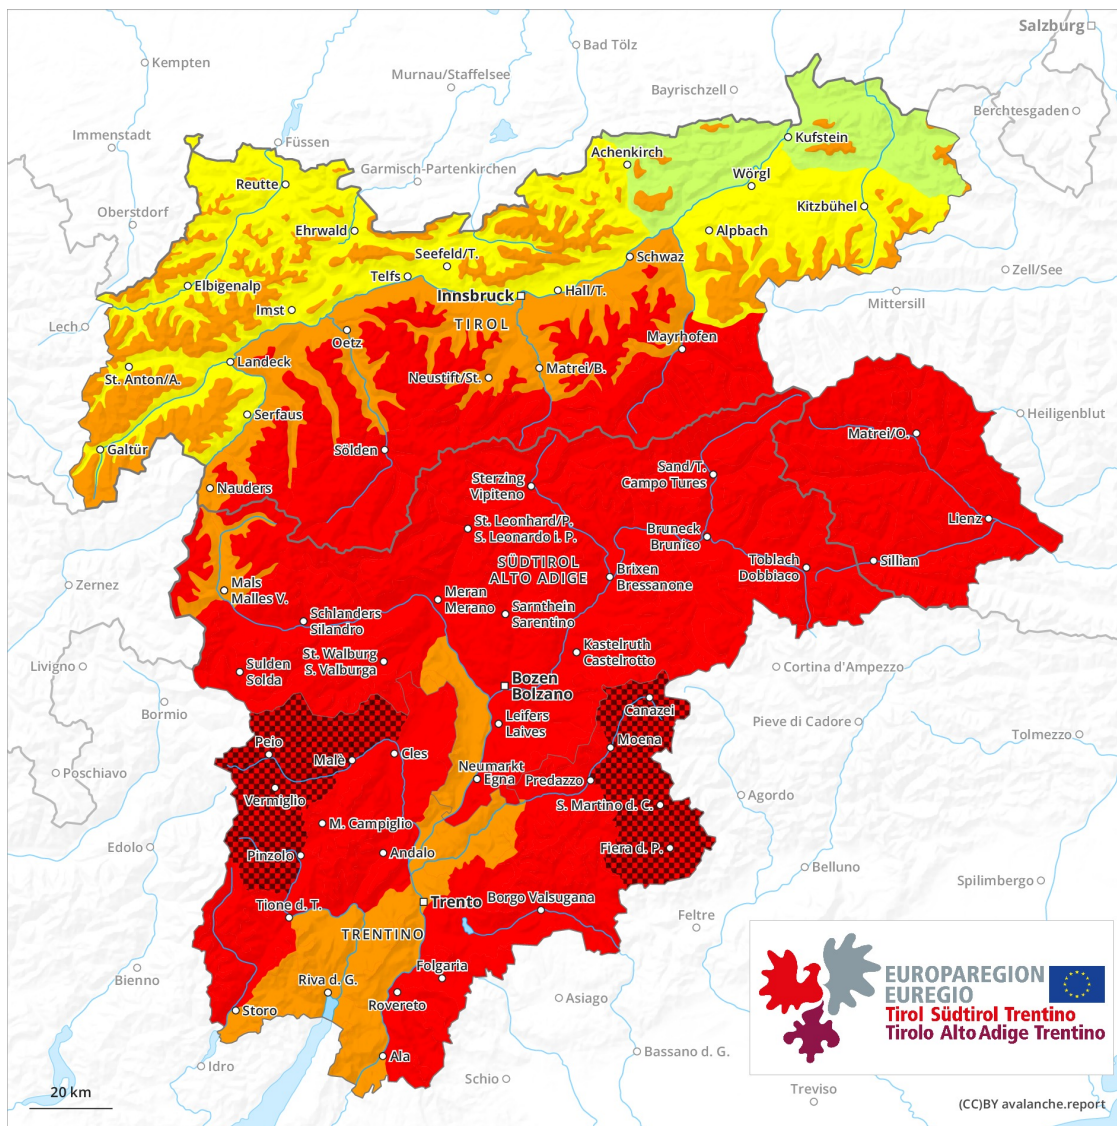 Salzburg
Bad Tölz
Kempten
Murnau/Staffelsee
Bayrischzell
Berchtesgaden
Immenstadt
Füssen
Kufstein
Achenkirch
Garmisch-Partenkirchen
Wörgl
Reutte
Oberstdorf
Kitzbühel
Ehrwald
Alpbach
Seefeld/T.
Schwaz
Telfs
Zell/See
Elbigenalp
Innsbruck
Hall/T.
Mittersill
Imst
TIROL
Lech
Oetz
Mayrhofen
Landeck
St. Anton/A.
Neustift/St.
Matrei/B.
Serfaus
Heiligenblut
Matrei/O.
Galtür
Sölden
Sterzing
Vipiteno
Sand/T.
Campo Tures
Nauders
St. Leonhard/P.
S. Leonardo i. P.
Lienz
Bruneck
Brunico
SÜDTIROL
ALTO ADIGE
Toblach
Dobbiaco
Sillian
Brixen
Bressanone
Zernez
Mals
Malles V.
Meran
Merano
Sarnthein
Sarentino
Schlanders
Silandro
Kastelruth
Castelrotto
St. Walburg
S. Valburga
Livigno
Sulden
Solda
Cortina d'Ampezzo
Bozen
Bolzano
Bormio
Canazei
Leifers
Laives
Pieve di Cadore
Tolmezzo
Peio
Moena
Malè
Cles
Poschiavo
Neumarkt
Egna
Predazzo
Vermiglio
Agordo
S. Martino d. C.
M. Campiglio
Edolo
Pinzolo
Andalo
Fiera d. P.
Belluno
Spilimbergo
Trento
Borgo Valsugana
Tione d. T.
Feltre
TRENTINO
Folgaria
Bienno
Riva d. G.
Rovereto
Asiago
Storo
Ala
Bassano d. G.
Idro
Schio
Treviso
EUROPAREGION
EUREGIO
Tirol Südtirol Trentino
Tirolo Alto Adige Trentino
20 km
(CC)BY avalanche.report